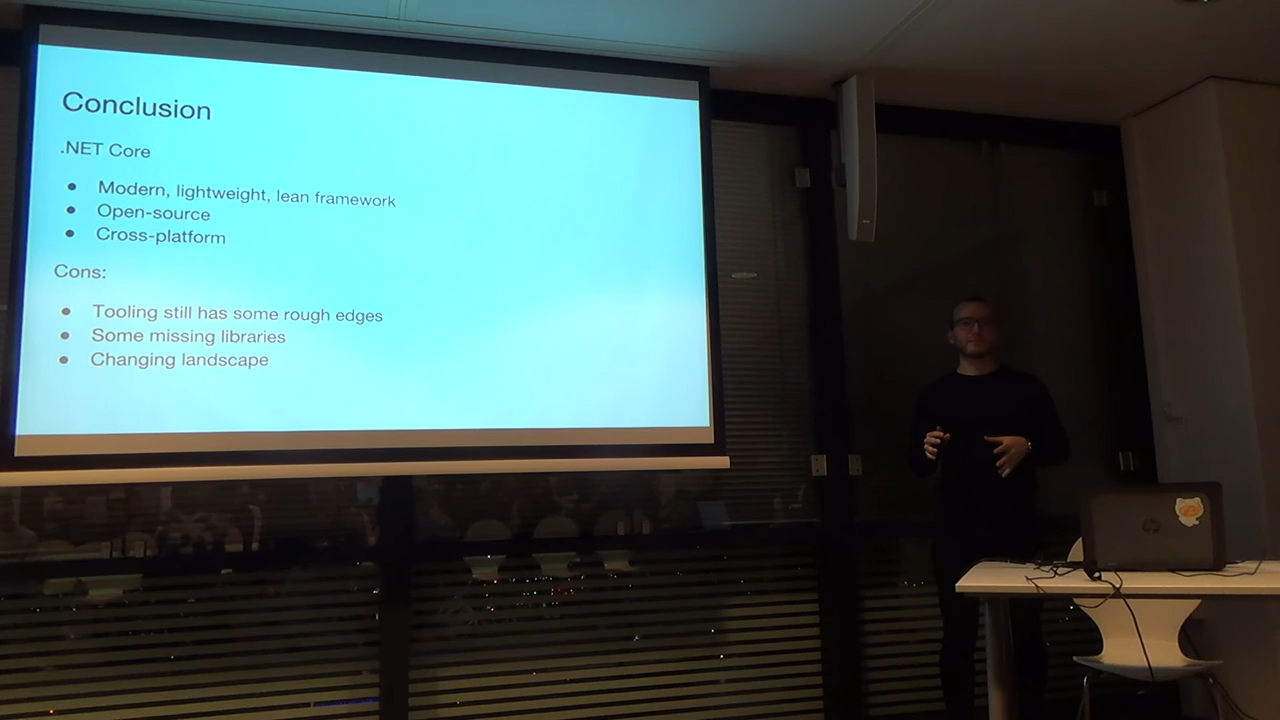 Conclusion
.NET Core
● Modern, lightweight, lean framework
● Open-source
● Cross-platform
Cons:
● Tooling still has some rough edges
● Some missing libraries
● Changing landscape
hp